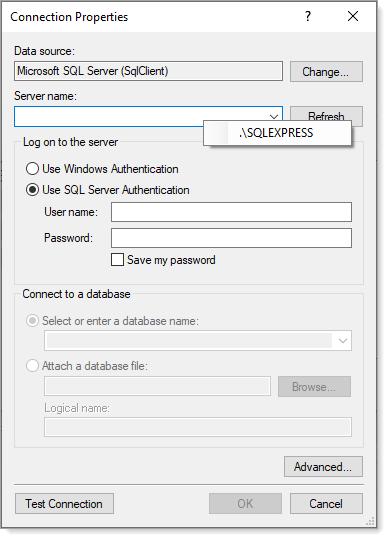 Connection Properties
?
Data source:
Microsoft SQL Server (SqlClient)
Change...
Server name:
Refresh
.\SQLEXPRESS
Log on to the server
Use Windows Authentication
Use SQL Server Authentication
User name:
Password:
Save my password
Connect to a database
Select or enter a database name:
Attach a database file:
Browse...
Logical name:
Advanced...
Test Connection
OK
Cancel